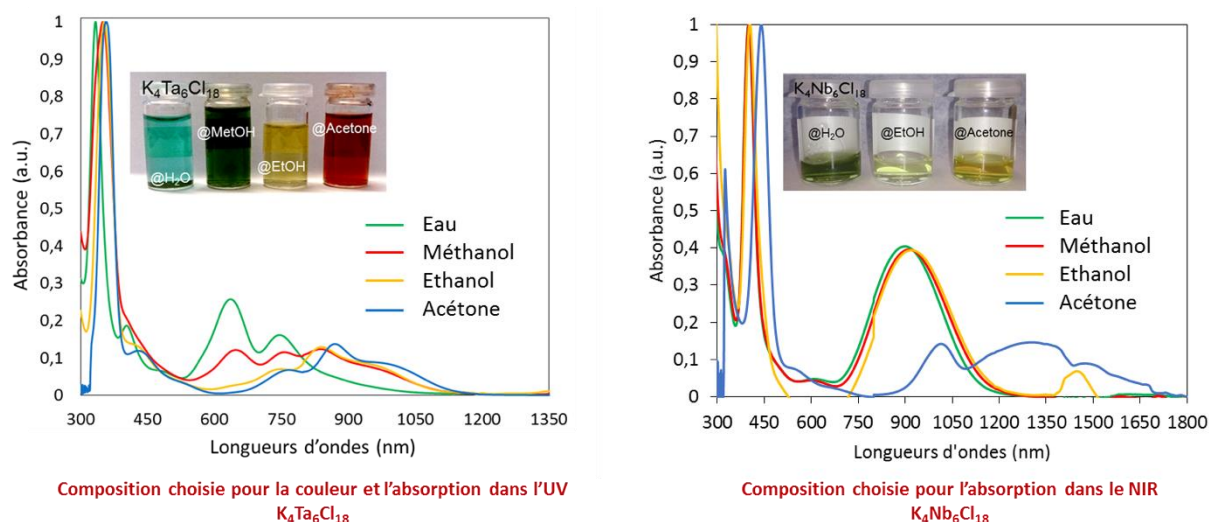 Absorbance (a.u.)
1
0,9
0,8
0,7
0,6
0,5
0,4
0,3
0,2
0,1
0
K₄Ta₆Cl₁₈
@H₂O
@MetOH
@EtOH
@Acetone
Eau
Méthanol
Ethanol
Acétone
300 450 600 750 900 1050 1200 1350
Longueurs d'ondes (nm)
Composition choisie pour la couleur et l'absorption dans l'UV
K₄Ta₆Cl₁₈
Absorbance (a.u.)
1
0,9
0,8
0,7
0,6
0,5
0,4
0,3
0,2
0,1
0
K₄Nb₆Cl₁₈
@H₂O
@EtOH
@Acetone
Eau
Méthanol
Ethanol
Acétone
300 450 600 750 900 1050 1200 1350 1500 1650 1800
Longueurs d'ondes (nm)
Composition choisie pour l'absorption dans le NIR
K₄Nb₆Cl₁₈